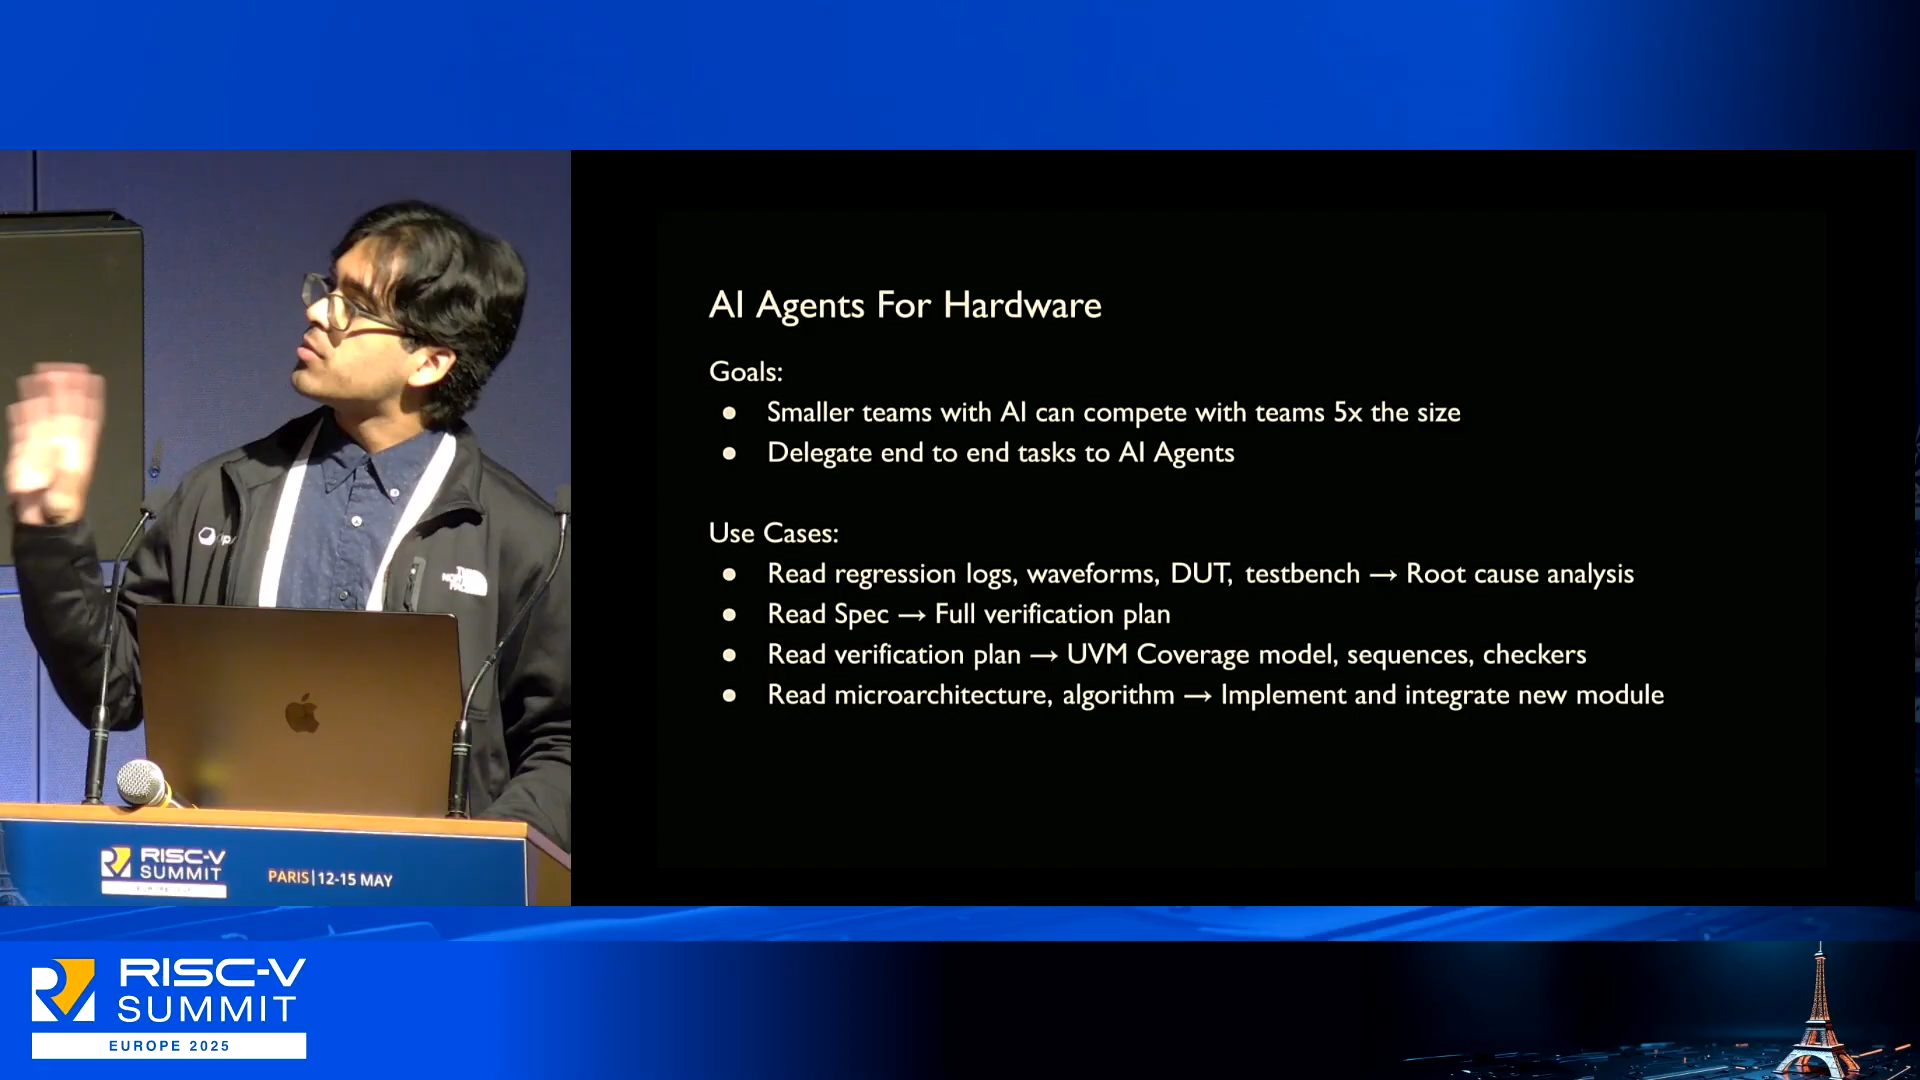 AI Agents For Hardware
Goals:
● Smaller teams with AI can compete with teams 5x the size
● Delegate end to end tasks to AI Agents
Use Cases:
● Read regression logs, waveforms, DUT, testbench → Root cause analysis
● Read Spec → Full verification plan
● Read verification plan → UVM Coverage model, sequences, checkers
● Read microarchitecture, algorithm → Implement and integrate new module
THE
NORTH
FACE
RISC-V
SUMMIT
PARIS|12-15 MAY
RISC-V
SUMMIT
EUROPE 2025